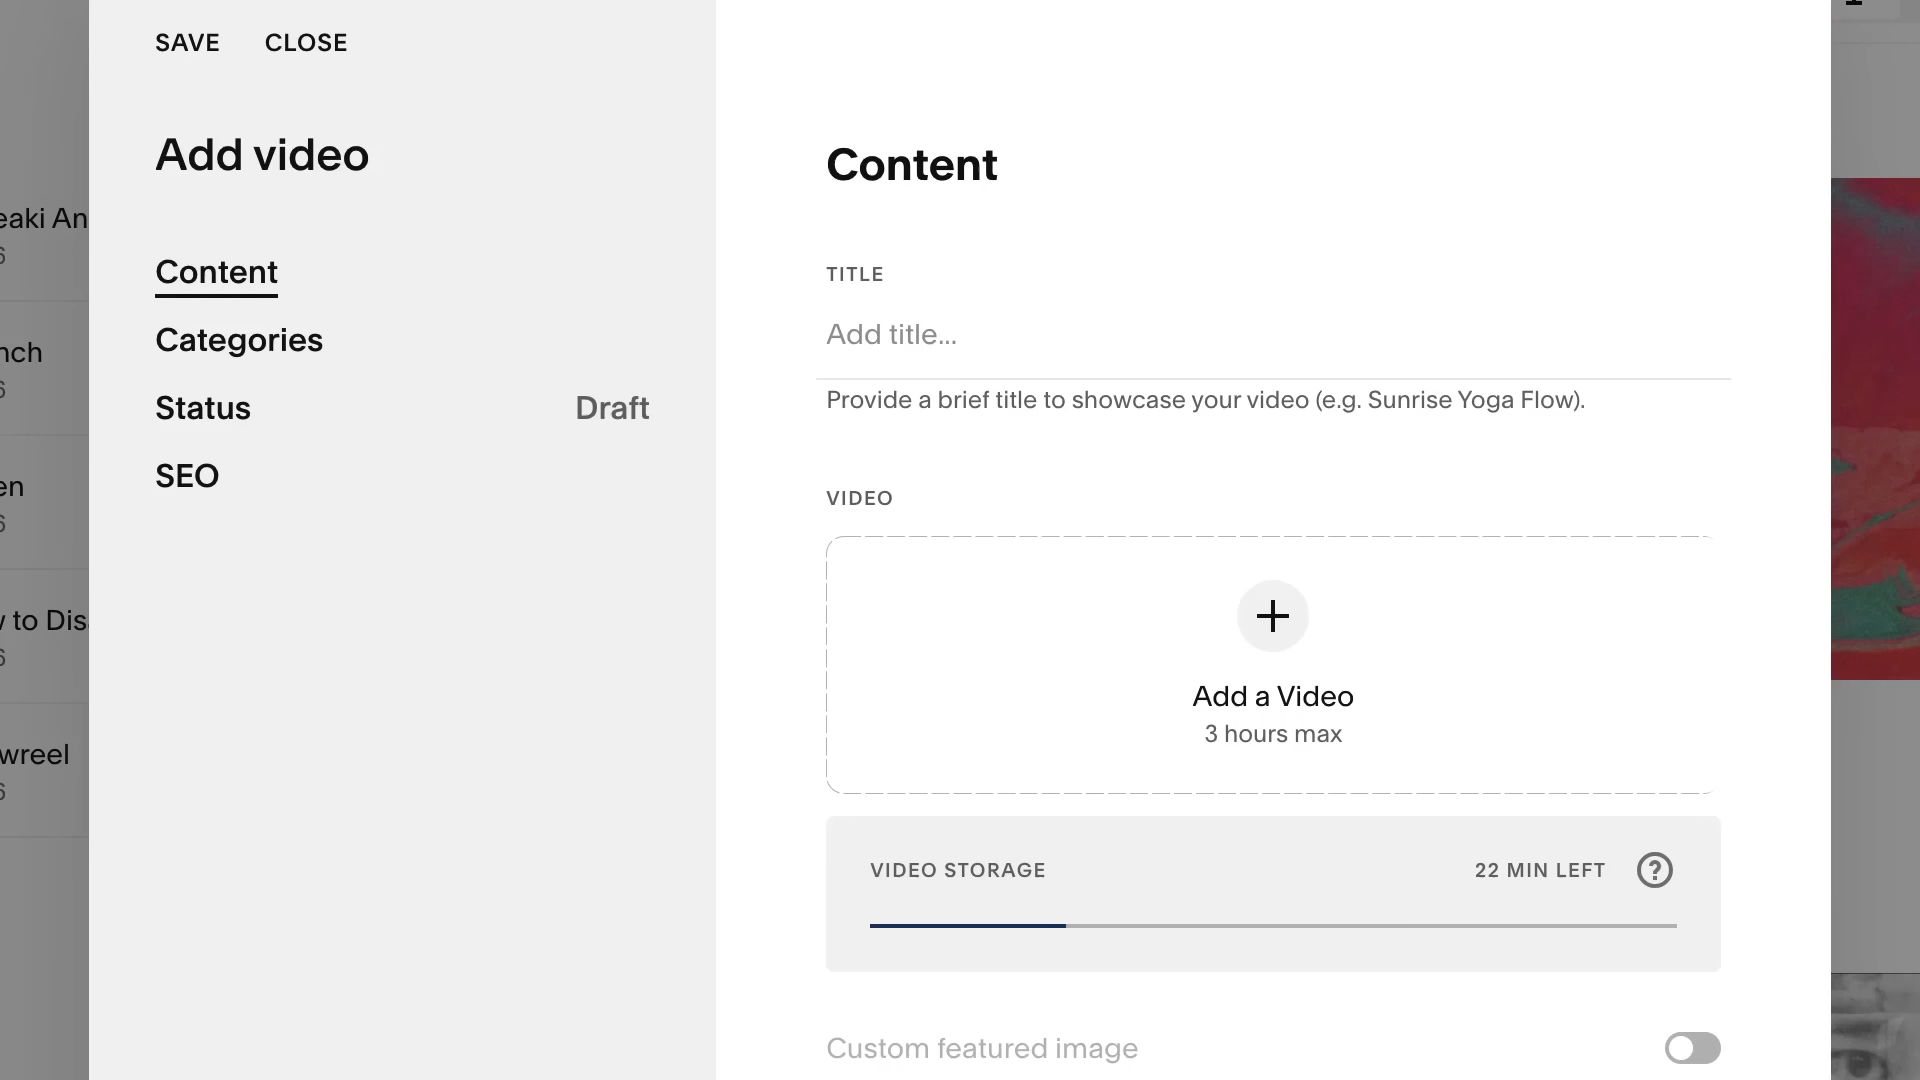 SAVE CLOSE
Add video
Content
Categories
Status Draft
SEO
Content
TITLE
Add title...
Provide a brief title to showcase your video (e.g. Sunrise Yoga Flow).
VIDEO
Add a Video
3 hours max
VIDEO STORAGE 22 MIN LEFT
Custom featured image